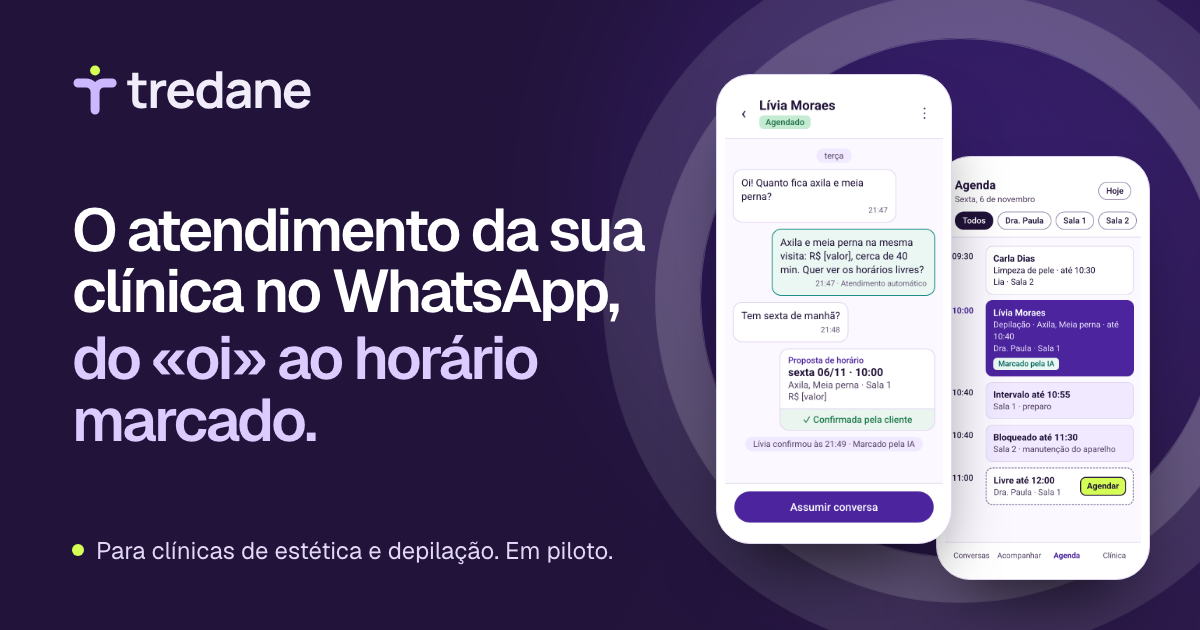 tredane
O atendimento da sua
clínica no WhatsApp,
do «oi» ao horário
marcado.
Para clínicas de estética e depilação. Em piloto.
Lívia Moraes
Agendado
terça
Oi! Quanto fica axila e meia
perna?
21:47
Axila e meia perna na mesma
visita: R$ [valor], cerca de 40
min. Quer ver os horários livres?
21:47 · Atendimento automático
Tem sexta de manhã?
21:48
Proposta de horário
sexta 06/11 · 10:00
Axila, Meia perna · Sala 1
R$ [valor]
✓ Confirmada pela cliente
Lívia confirmou às 21:49 · Marcado pela IA
Assumir conversa
Agenda
Sexta, 6 de novembro
Hoje
Todos
Dra. Paula
Sala 1
Sala 2
09:30
Carla Dias
Limpeza de pele · até 10:30
Lia · Sala 2
10:00
Lívia Moraes
Depilação · Axila, Meia perna · até
10:40
Dra. Paula · Sala 1
Marcado pela IA
10:40
Intervalo até 10:55
Sala 1 · preparo
10:40
Bloqueado até 11:30
Sala 2 · manutenção do aparelho
11:00
Livre até 12:00
Dra. Paula · Sala 1
Agendar
Conversas
Acompanhar
Agenda
Clínica